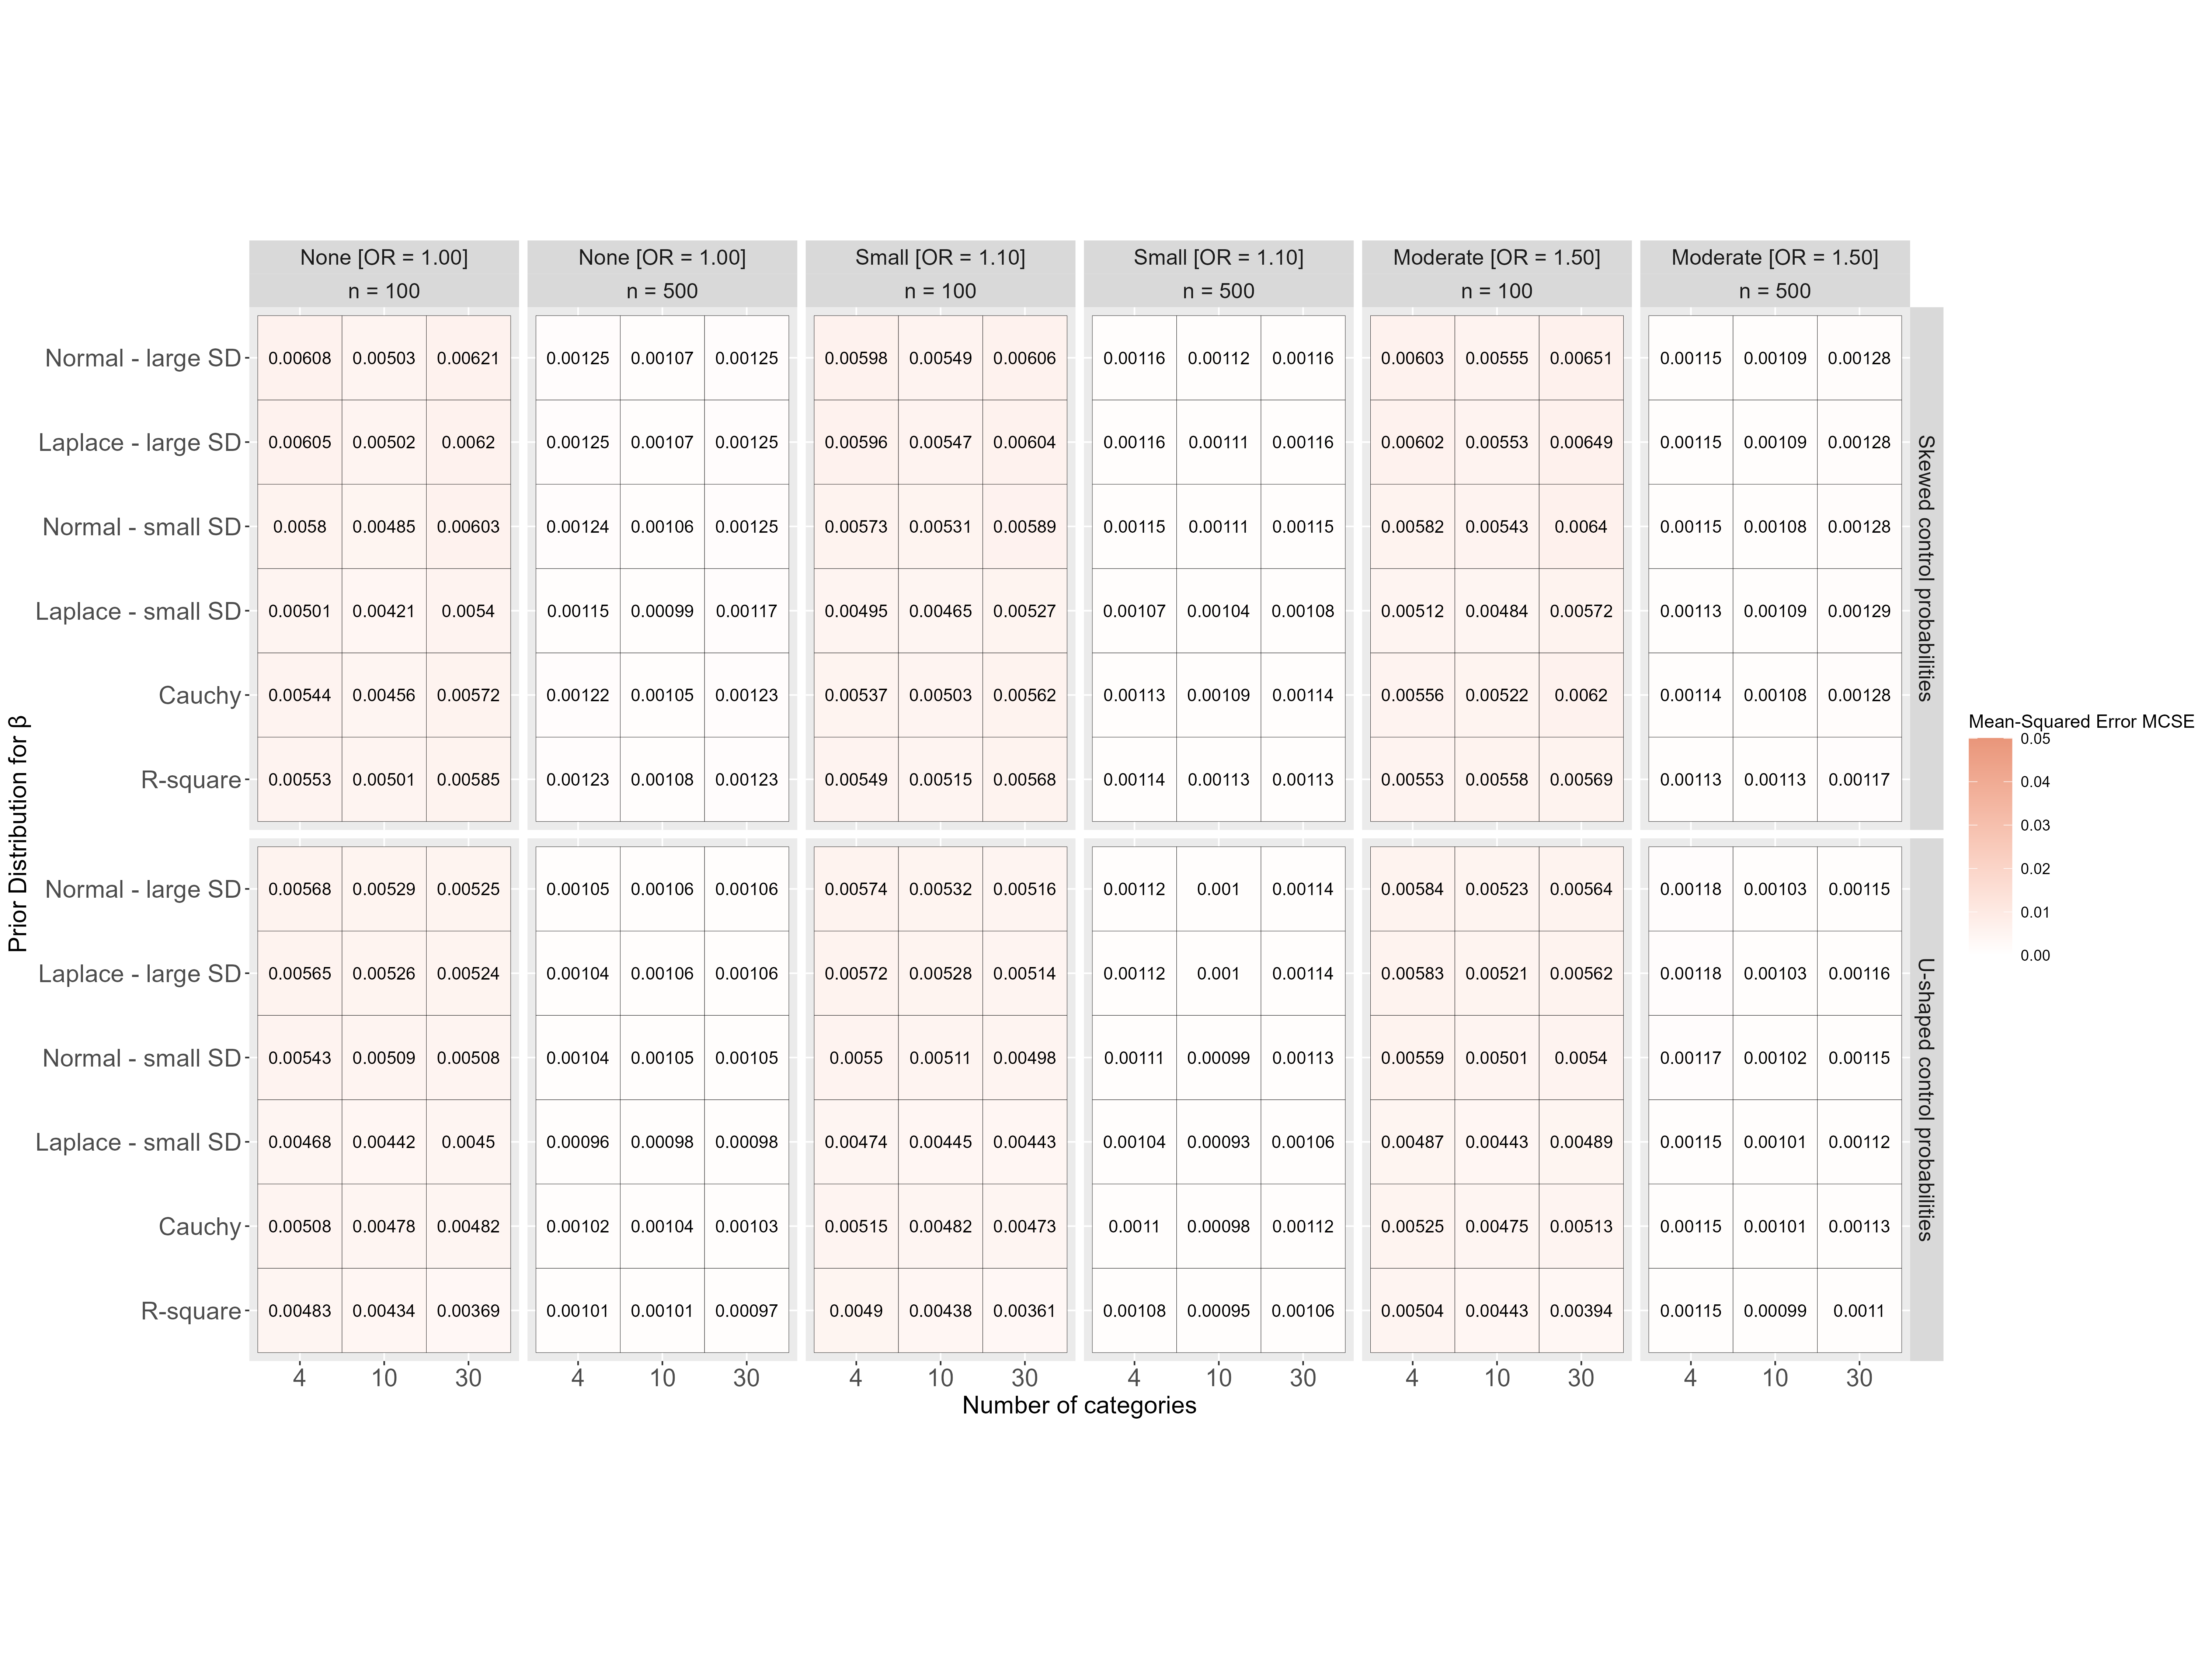 None [OR = 1.00] None [OR = 1.00] Small [OR = 1.10] Small [OR = 1.10] Moderate [OR = 1.50] Moderate [OR = 1.50]
n = 100 n = 500 n = 100 n = 500 n = 100 n = 500
Normal - large SD 0.00608 0.00503 0.00621 0.00125 0.00107 0.00125 0.00598 0.00549 0.00606 0.00116 0.00112 0.00116 0.00603 0.00555 0.00651 0.00115 0.00109 0.00128
Laplace - large SD 0.00605 0.00502 0.0062 0.00125 0.00107 0.00125 0.00596 0.00547 0.00604 0.00116 0.00111 0.00116 0.00602 0.00553 0.00649 0.00115 0.00109 0.00128
Normal - small SD 0.0058 0.00485 0.00603 0.00124 0.00106 0.00125 0.00573 0.00531 0.00589 0.00115 0.00111 0.00115 0.00582 0.00543 0.0064 0.00115 0.00108 0.00128
Laplace - small SD 0.00501 0.00421 0.0054 0.00115 0.00099 0.00117 0.00495 0.00465 0.00527 0.00107 0.00104 0.00108 0.00512 0.00484 0.00572 0.00113 0.00109 0.00129
Cauchy 0.00544 0.00456 0.00572 0.00122 0.00105 0.00123 0.00537 0.00503 0.00562 0.00113 0.00109 0.00114 0.00556 0.00522 0.0062 0.00114 0.00108 0.00128
R-square 0.00553 0.00501 0.00585 0.00123 0.00108 0.00123 0.00549 0.00515 0.00568 0.00114 0.00113 0.00113 0.00553 0.00558 0.00569 0.00113 0.00113 0.00117
Skewed control probabilities
Normal - large SD 0.00568 0.00529 0.00525 0.00105 0.00106 0.00106 0.00574 0.00532 0.00516 0.00112 0.001 0.00114 0.00584 0.00523 0.00564 0.00118 0.00103 0.00115
Laplace - large SD 0.00565 0.00526 0.00524 0.00104 0.00106 0.00106 0.00572 0.00528 0.00514 0.00112 0.001 0.00114 0.00583 0.00521 0.00562 0.00118 0.00103 0.00116
Normal - small SD 0.00543 0.00509 0.00508 0.00104 0.00105 0.00105 0.0055 0.00511 0.00498 0.00111 0.00099 0.00113 0.00559 0.00501 0.0054 0.00117 0.00102 0.00115
Laplace - small SD 0.00468 0.00442 0.0045 0.00096 0.00098 0.00098 0.00474 0.00445 0.00443 0.00104 0.00093 0.00106 0.00487 0.00443 0.00489 0.00115 0.00101 0.00112
Cauchy 0.00508 0.00478 0.00482 0.00102 0.00104 0.00103 0.00515 0.00482 0.00473 0.0011 0.00098 0.00112 0.00525 0.00475 0.00513 0.00115 0.00101 0.00113
R-square 0.00483 0.00434 0.00369 0.00101 0.00101 0.00097 0.0049 0.00438 0.00361 0.00108 0.00095 0.00106 0.00504 0.00443 0.00394 0.00115 0.00099 0.0011
U-shaped control probabilities
4 10 30 4 10 30 4 10 30 4 10 30 4 10 30 4 10 30
Number of categories
Prior Distribution for β
Mean-Squared Error MCSE
0.05
0.04
0.03
0.02
0.01
0.00